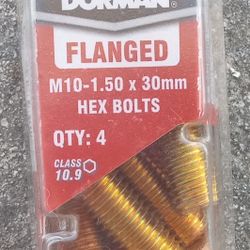 DORMAN
FLANGED
M10-1.50 x 30mm
HEX BOLTS
QTY: 4
CLASS
10.9